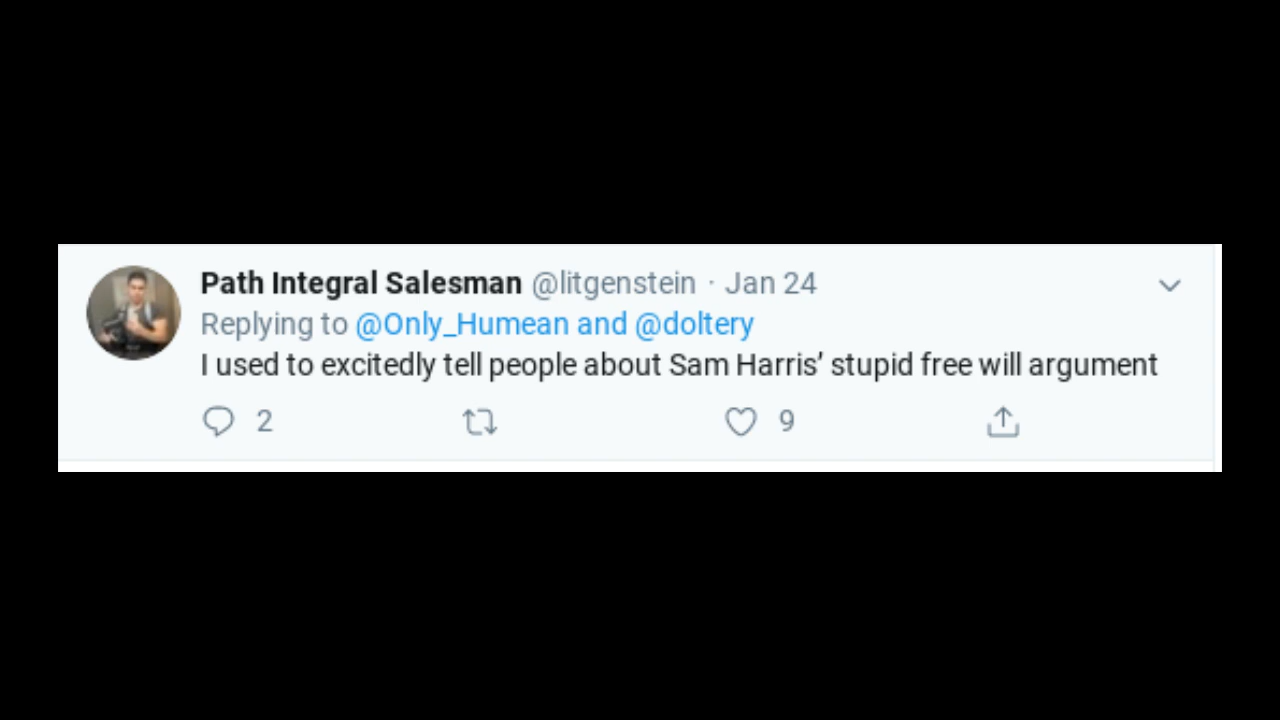 Path Integral Salesman @litgenstein · Jan 24
Replying to @Only_Humean and @doltery
I used to excitedly tell people about Sam Harris’ stupid free will argument
2 9